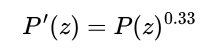 P′(z) = P(z)^0.33